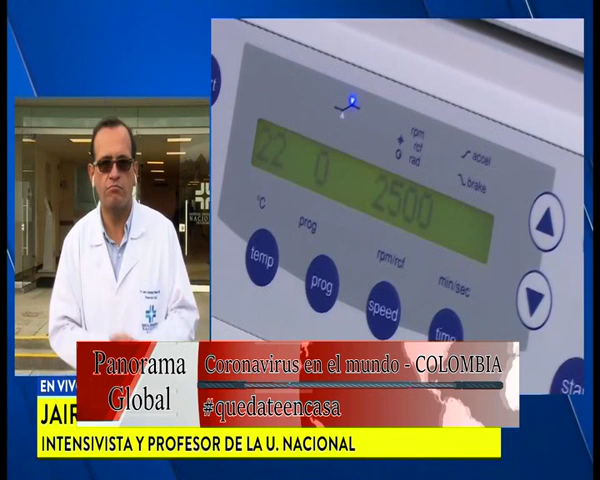 rpm
rcf
rad
accel
brake
22 0 2500
°C
prog
rpm/rcf
min/sec
temp
prog
speed
time
EN VIVO
Panorama
Global
Coronavirus en el mundo - COLOMBIA
#quedateencasa
JAIR
INTENSIVISTA Y PROFESOR DE LA U. NACIONAL